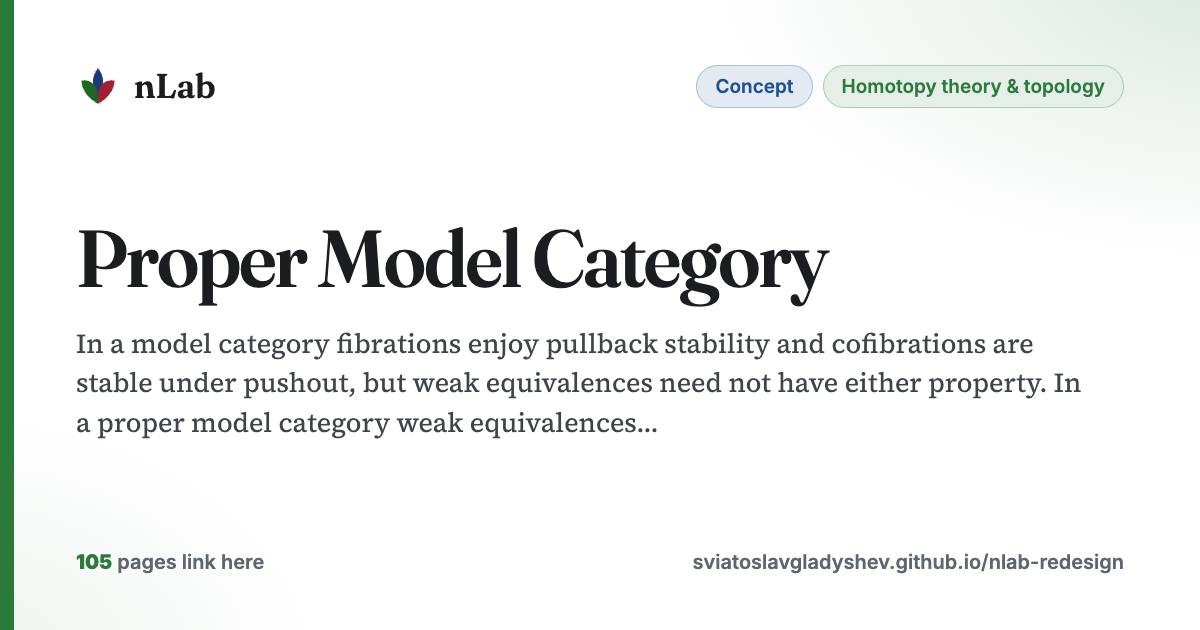 nLab
Concept
Homotopy theory & topology
Proper Model Category
In a model category fibrations enjoy pullback stability and cofibrations are
stable under pushout, but weak equivalences need not have either property. In
a proper model category weak equivalences...
105 pages link here
sviatoslavgladyshev.github.io/nlab-redesign